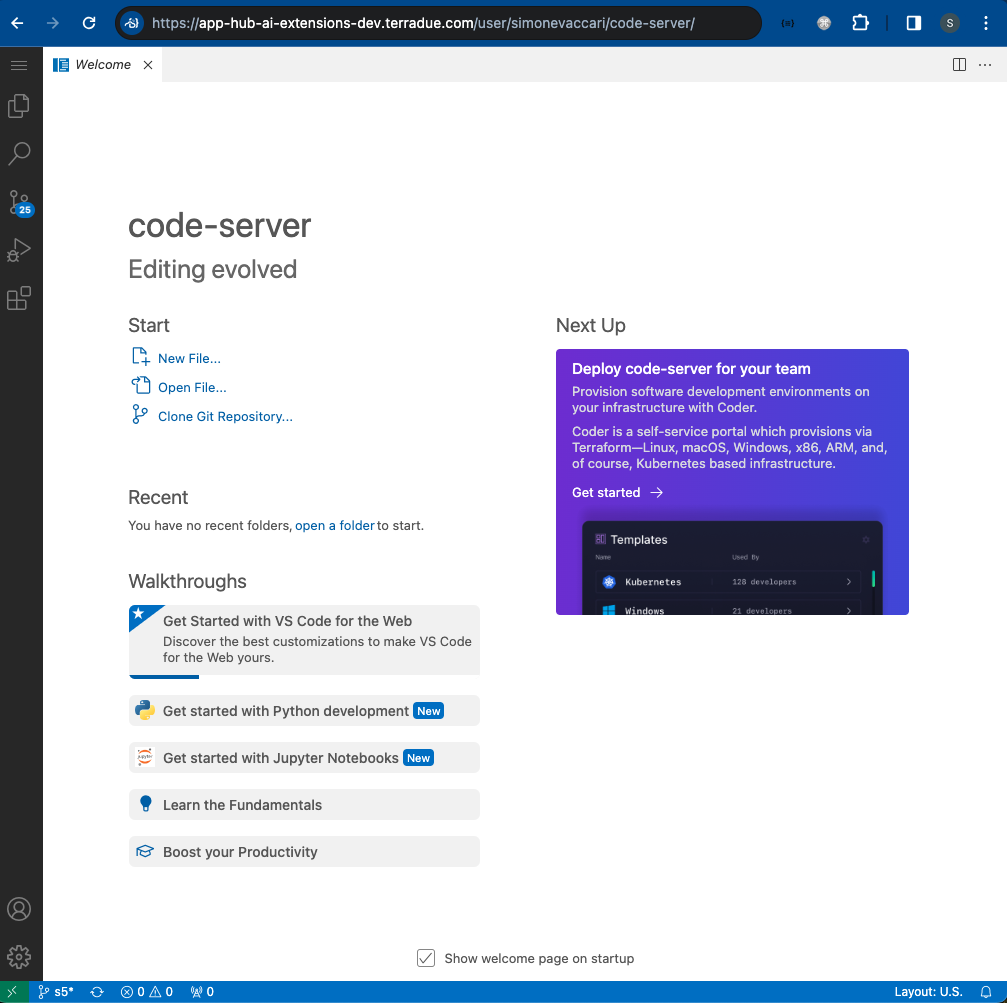 https://app-hub-ai-extensions-dev.terradue.com/user/simonevaccari/code-server/
S
Welcome
25
code-server
Editing evolved
Start
New File...
Open File...
Clone Git Repository...
Recent
You have no recent folders, open a folder to start.
Walkthroughs
Get Started with VS Code for the Web
Discover the best customizations to make VS Code
for the Web yours.
Get started with Python development New
Get started with Jupyter Notebooks New
Learn the Fundamentals
Boost your Productivity
Next Up
Deploy code-server for your team
Provision software development environments on
your infrastructure with Coder.
Coder is a self-service portal which provisions via
Terraform—Linux, macOS, Windows, x86, ARM, and,
of course, Kubernetes based infrastructure.
Get started
Templates
Name Used By
Kubernetes 128 developers
Windows 21 developers
Show welcome page on startup
s5* 0 0 0 Layout: U.S.